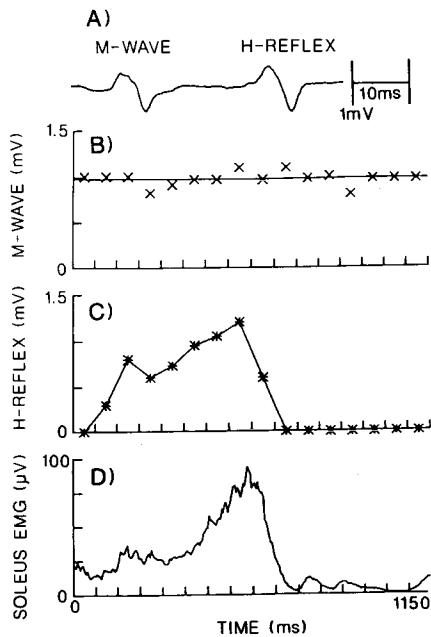 A)
M-WAVE H-REFLEX
10ms
1mV
B)
M-WAVE (mV)
1.5
0
C)
H-REFLEX (mV)
1.5
0
D)
SOLEUS EMG (µV)
100
50
0
0 1150
TIME (ms)